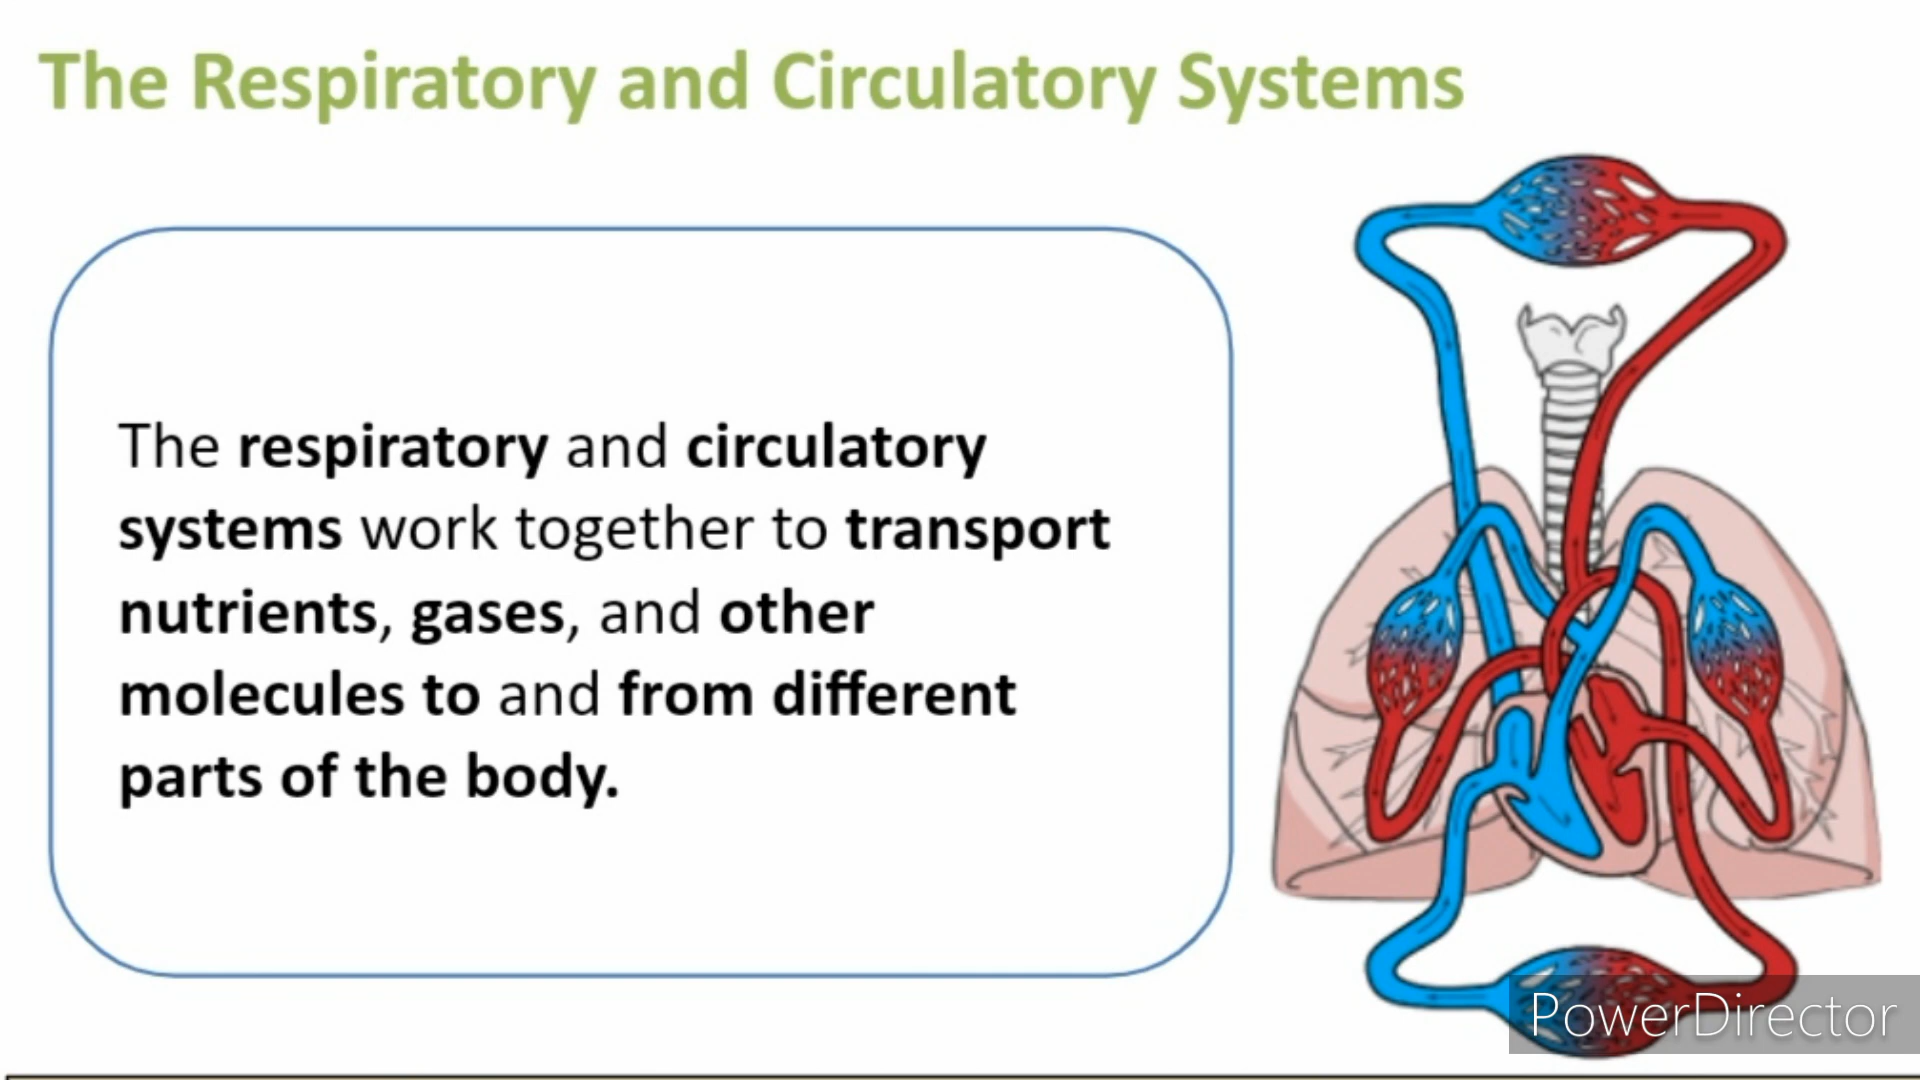 The Respiratory and Circulatory Systems
The respiratory and circulatory
systems work together to transport
nutrients, gases, and other
molecules to and from different
parts of the body.
PowerDirector